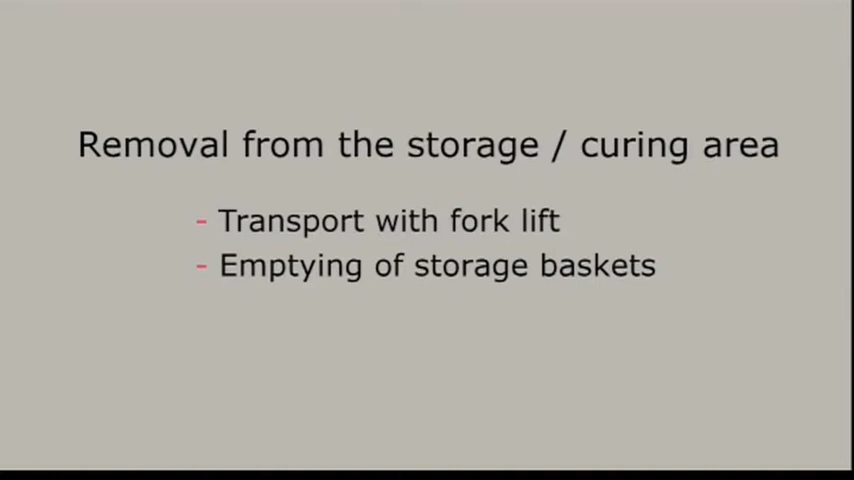 Removal from the storage / curing area
- Transport with fork lift
- Emptying of storage baskets